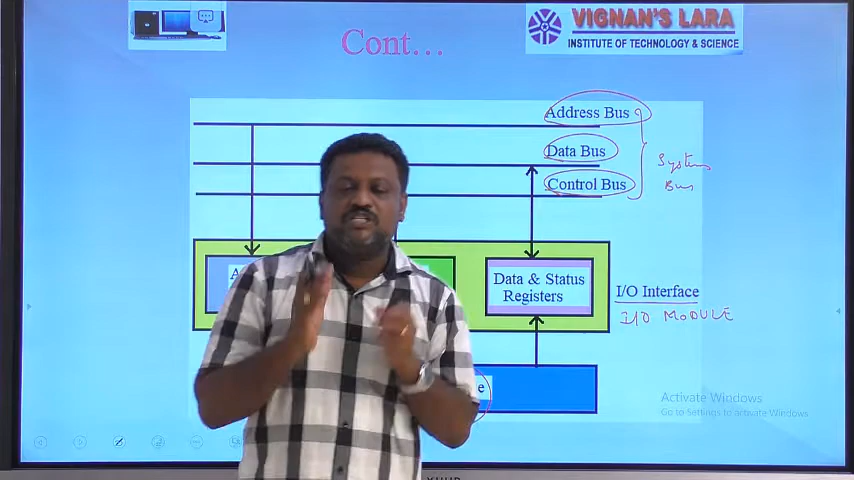 VIGNAN'S LARA
INSTITUTE OF TECHNOLOGY & SCIENCE
Cont...
Address Bus
Data Bus
Control Bus
System
Bus
Data & Status
Registers
I/O Interface
I/O MODULE
Activate Windows
Go to Settings to activate Windows